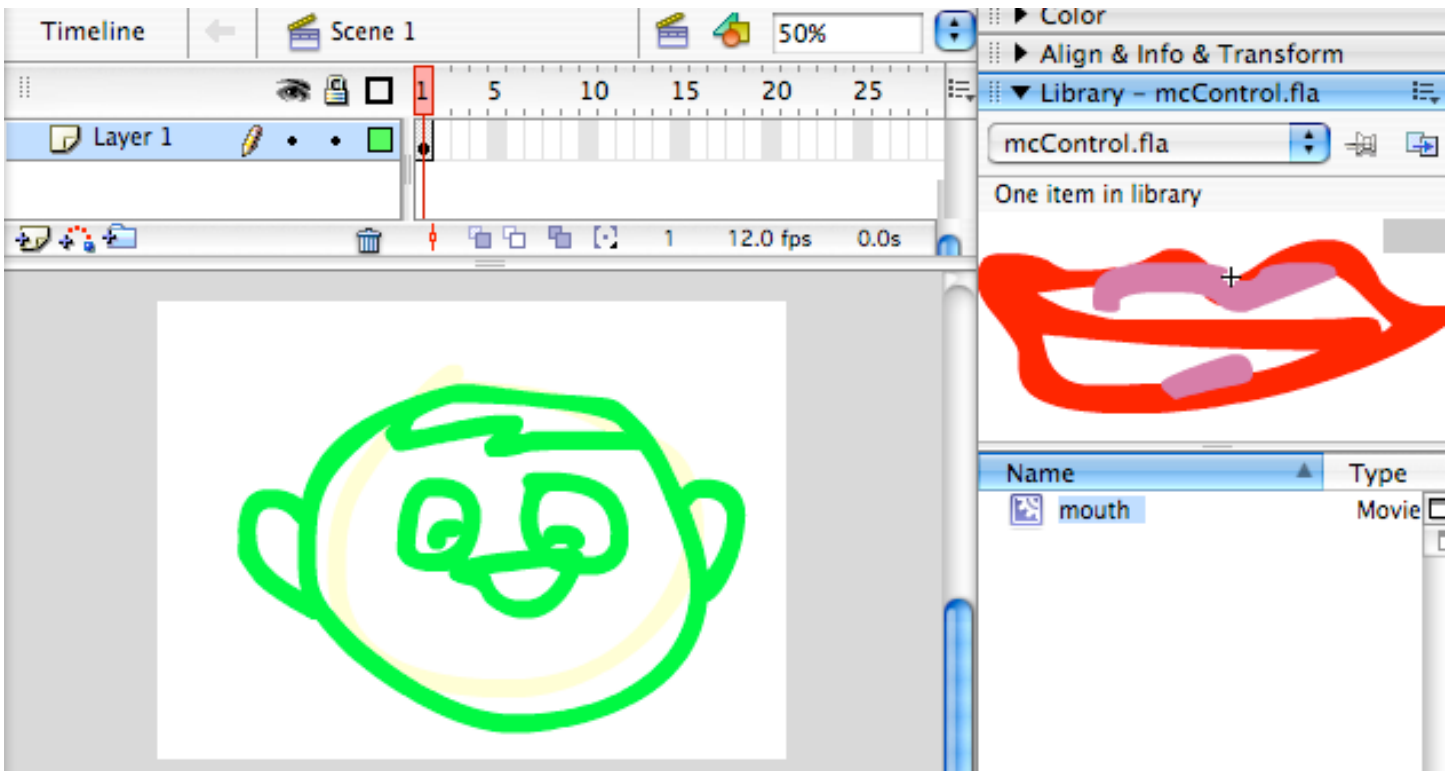 Timeline
Scene 1
50%
1 5 10 15 20 25
Layer 1
1 12.0 fps 0.0s
Color
Align & Info & Transform
Library – mcControl.fla
mcControl.fla
One item in library
Name Type
mouth Movie